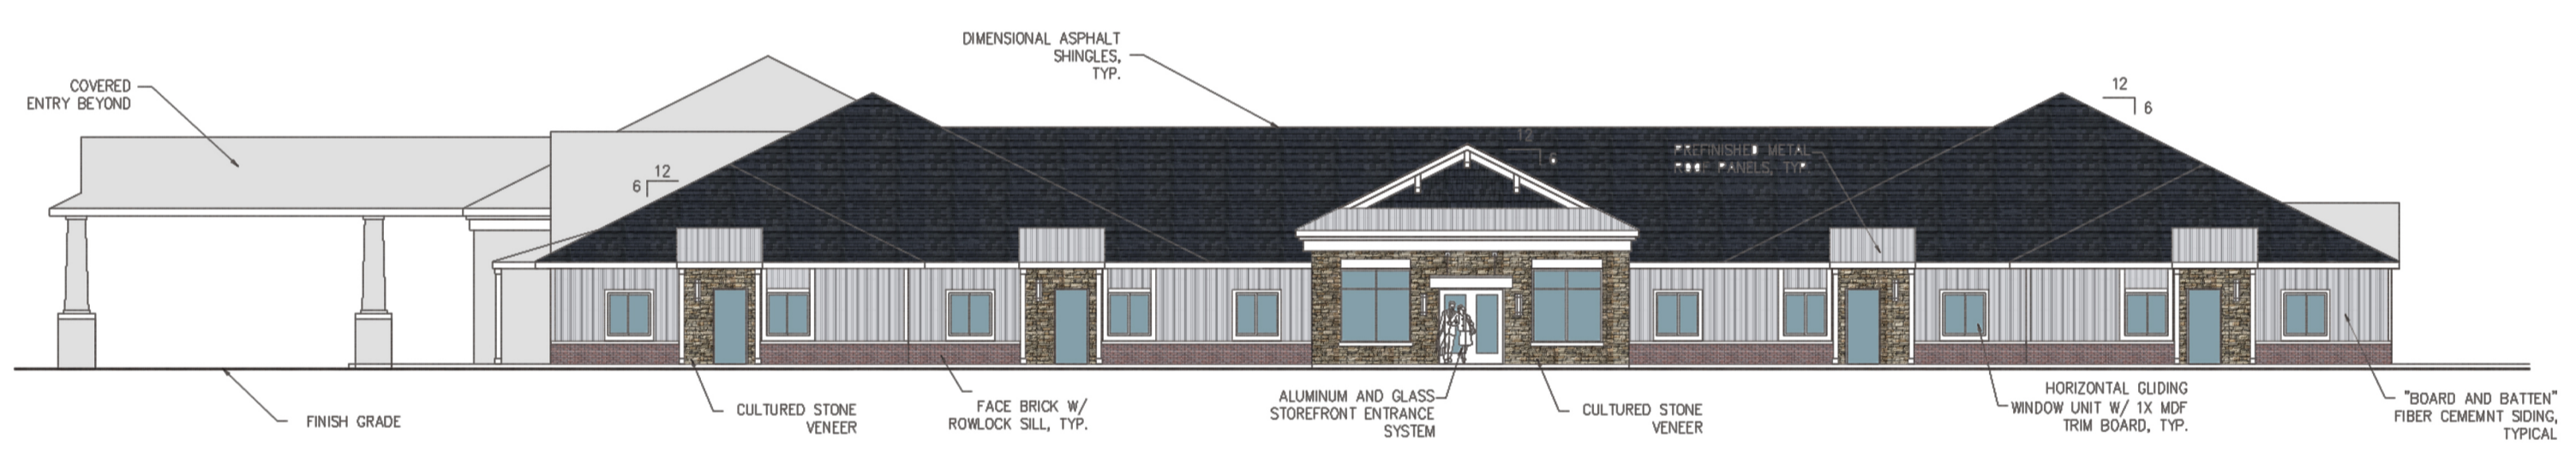 DIMENSIONAL ASPHALT
SHINGLES,
TYP.
COVERED
ENTRY BEYOND
12
6
12
6
12
6
PREFINISHED METAL
ROOF PANELS, TYP.
FINISH GRADE
CULTURED STONE
VENEER
FACE BRICK W/
ROWLOCK SILL, TYP.
ALUMINUM AND GLASS
STOREFRONT ENTRANCE
SYSTEM
CULTURED STONE
VENEER
HORIZONTAL GLIDING
WINDOW UNIT W/ 1X MDF
TRIM BOARD, TYP.
"BOARD AND BATTEN"
FIBER CEMEMNT SIDING,
TYPICAL